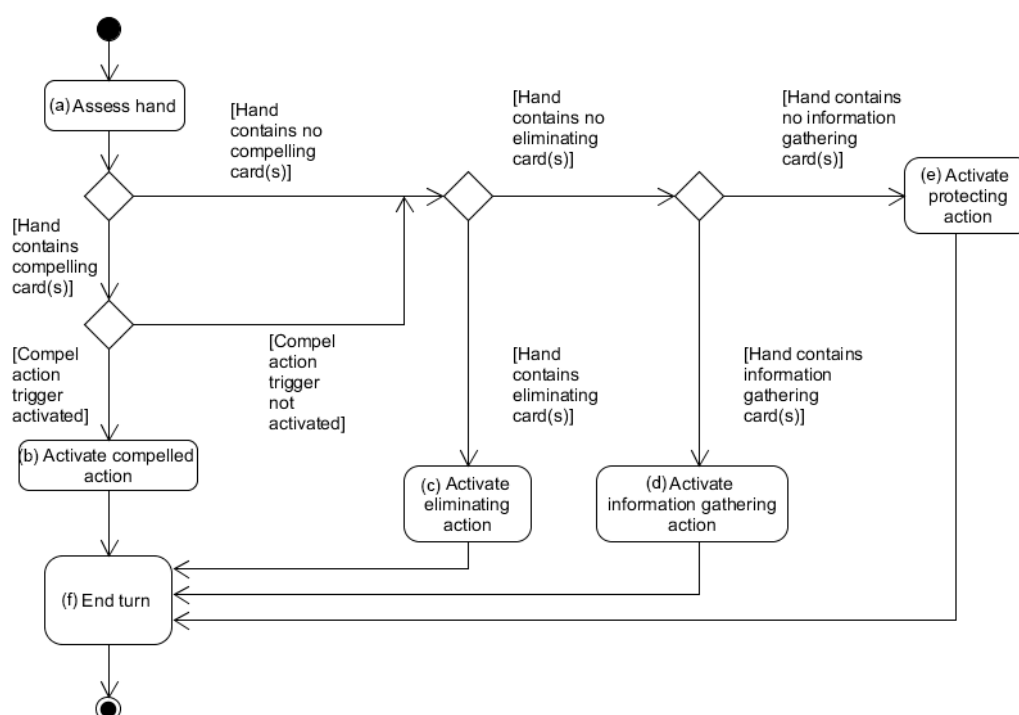 (a) Assess hand
[Hand
contains no
compelling
card(s)]
[Hand
contains no
eliminating
card(s)]
[Hand contains
no information
gathering
card(s)]
(e) Activate
protecting
action
[Hand
contains
compelling
card(s)]
[Compel
action
trigger
activated]
[Compel
action
trigger
not
activated]
[Hand
contains
eliminating
card(s)]
[Hand contains
information
gathering
card(s)]
(b) Activate compelled
action
(c) Activate
eliminating
action
(d) Activate
information gathering
action
(f) End turn